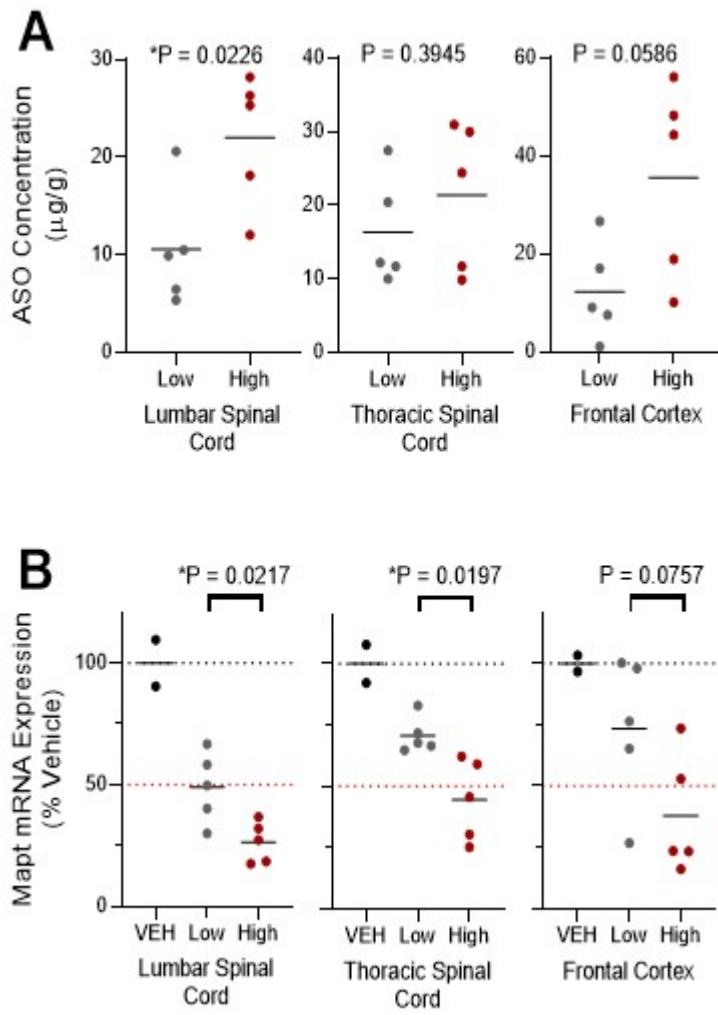 A
*P = 0.0226
P = 0.3945
P = 0.0586
ASO Concentration
(µg/g)
30
20
10
0
40
30
20
10
0
60
40
20
0
Low High
Low High
Low High
Lumbar Spinal
Cord
Thoracic Spinal
Cord
Frontal Cortex
B
*P = 0.0217
*P = 0.0197
P = 0.0757
Mapt mRNA Expression
(% Vehicle)
100
50
0
VEH Low High
VEH Low High
VEH Low High
Lumbar Spinal
Cord
Thoracic Spinal
Cord
Frontal Cortex